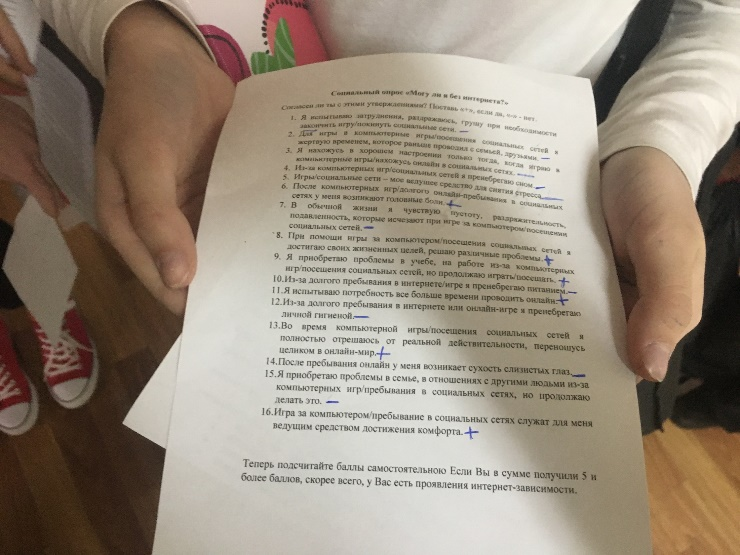 Социальный опрос «Могу ли я без интернета?»
Согласен ли ты с этими утверждениями? Поставь «+», если да, «-» - нет.
1. Я испытываю затруднения, раздражаюсь, грущу при необходимости
закончить игру/покинуть социальные сети. —
2. Для игры в компьютерные игры/посещения социальных сетей я
жертвую временем, которое раньше проводил с семьей, друзьями. —
3. Я нахожусь в хорошем настроении только тогда, когда играю в
компьютерные игры/нахожусь онлайн в социальных сетях. —
4. Из-за компьютерных игр/социальных сетей я пренебрегаю сном. —
5. Игры/социальные сети – мое ведущее средство для снятия стресса. —
6. После компьютерных игр/долгого онлайн-пребывания в социальных
сетях у меня возникают головные боли. +
7. В обычной жизни я чувствую пустоту, раздражительность,
подавленность, которые исчезают при игре за компьютером/посещении
социальных сетей. —
8. При помощи игры за компьютером/посещения социальных сетей я
достигаю своих жизненных целей, решаю различные проблемы. +
9. Я приобретаю проблемы в учебе, на работе из-за компьютерных
игр/посещения социальных сетей, но продолжаю играть/посещать. +
10.Из-за долгого пребывания в интернете/игре я пренебрегаю питанием. —
11.Я испытываю потребность все больше времени проводить онлайн. +
12.Из-за долгого пребывания в интернете или онлайн-игре я пренебрегаю
личной гигиеной. —
13.Во время компьютерной игры/посещения социальных сетей я
полностью отрешаюсь от реальной действительности, переношусь
целиком в онлайн-мир. +
14.После пребывания онлайн у меня возникает сухость слизистых глаз. —
15.Я приобретаю проблемы в семье, в отношениях с другими людьми из-за
компьютерных игр/пребывания в социальных сетях, но продолжаю
делать это. —
16.Игра за компьютером/пребывание в социальных сетях служат для меня
ведущим средством достижения комфорта. +
Теперь подсчитайте баллы самостоятельною Если Вы в сумме получили 5 и
более баллов, скорее всего, у Вас есть проявления интернет-зависимости.